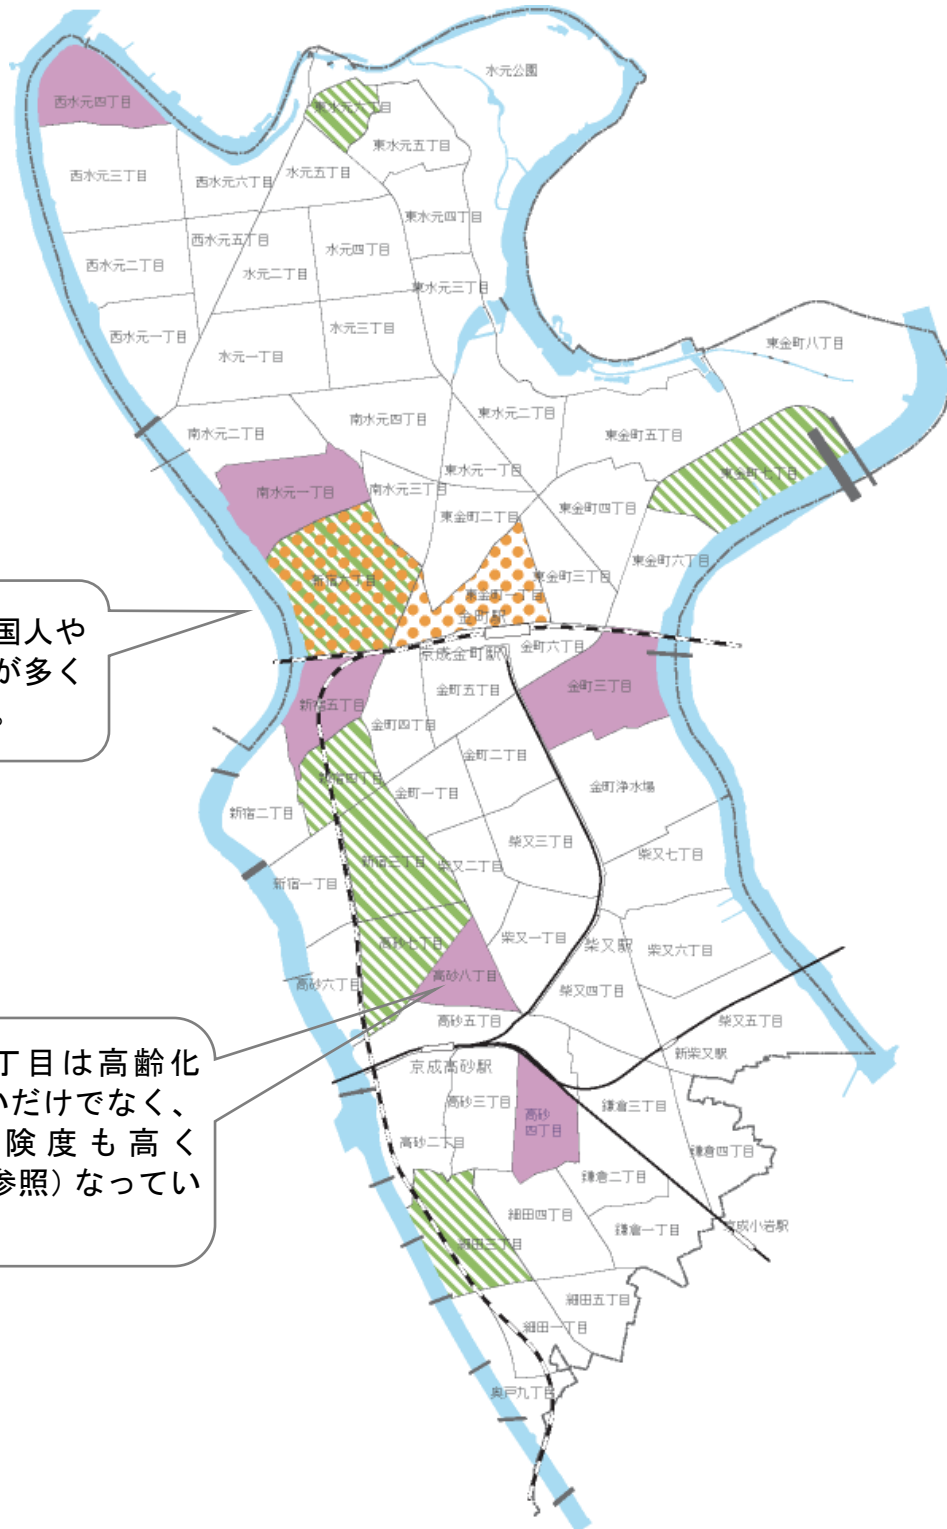 水元公園
西水元四丁目
東水元六丁目
東水元五丁目
西水元三丁目
西水元六丁目
水元五丁目
東水元四丁目
西水元五丁目
水元四丁目
西水元二丁目
水元二丁目
東水元三丁目
西水元一丁目
水元三丁目
水元一丁目
東金町八丁目
南水元二丁目
南水元四丁目
東水元二丁目
東金町五丁目
東水元一丁目
東金町七丁目
南水元一丁目
南水元三丁目
東金町二丁目
東金町四丁目
東金町六丁目
新宿六丁目
東金町三丁目
東金町一丁目
金町駅
国人や
が多く
。
京成金町駅
金町六丁目
金町五丁目
金町三丁目
新宿五丁目
金町四丁目
金町二丁目
新宿四丁目
金町一丁目
金町浄水場
新宿二丁目
柴又三丁目
柴又七丁目
新宿三丁目
柴又二丁目
新宿一丁目
高砂七丁目
柴又一丁目
柴又駅
柴又六丁目
高砂六丁目
高砂八丁目
柴又四丁目
高砂五丁目
柴又五丁目
新柴又駅
丁目は高齢化
いだけでなく、
険度も高く
参照）なってい
京成高砂駅
高砂三丁目
高砂
四丁目
鎌倉三丁目
高砂二丁目
鎌倉四丁目
鎌倉二丁目
細田四丁目
鎌倉一丁目
京成小岩駅
細田三丁目
細田五丁目
細田一丁目
奥戸九丁目